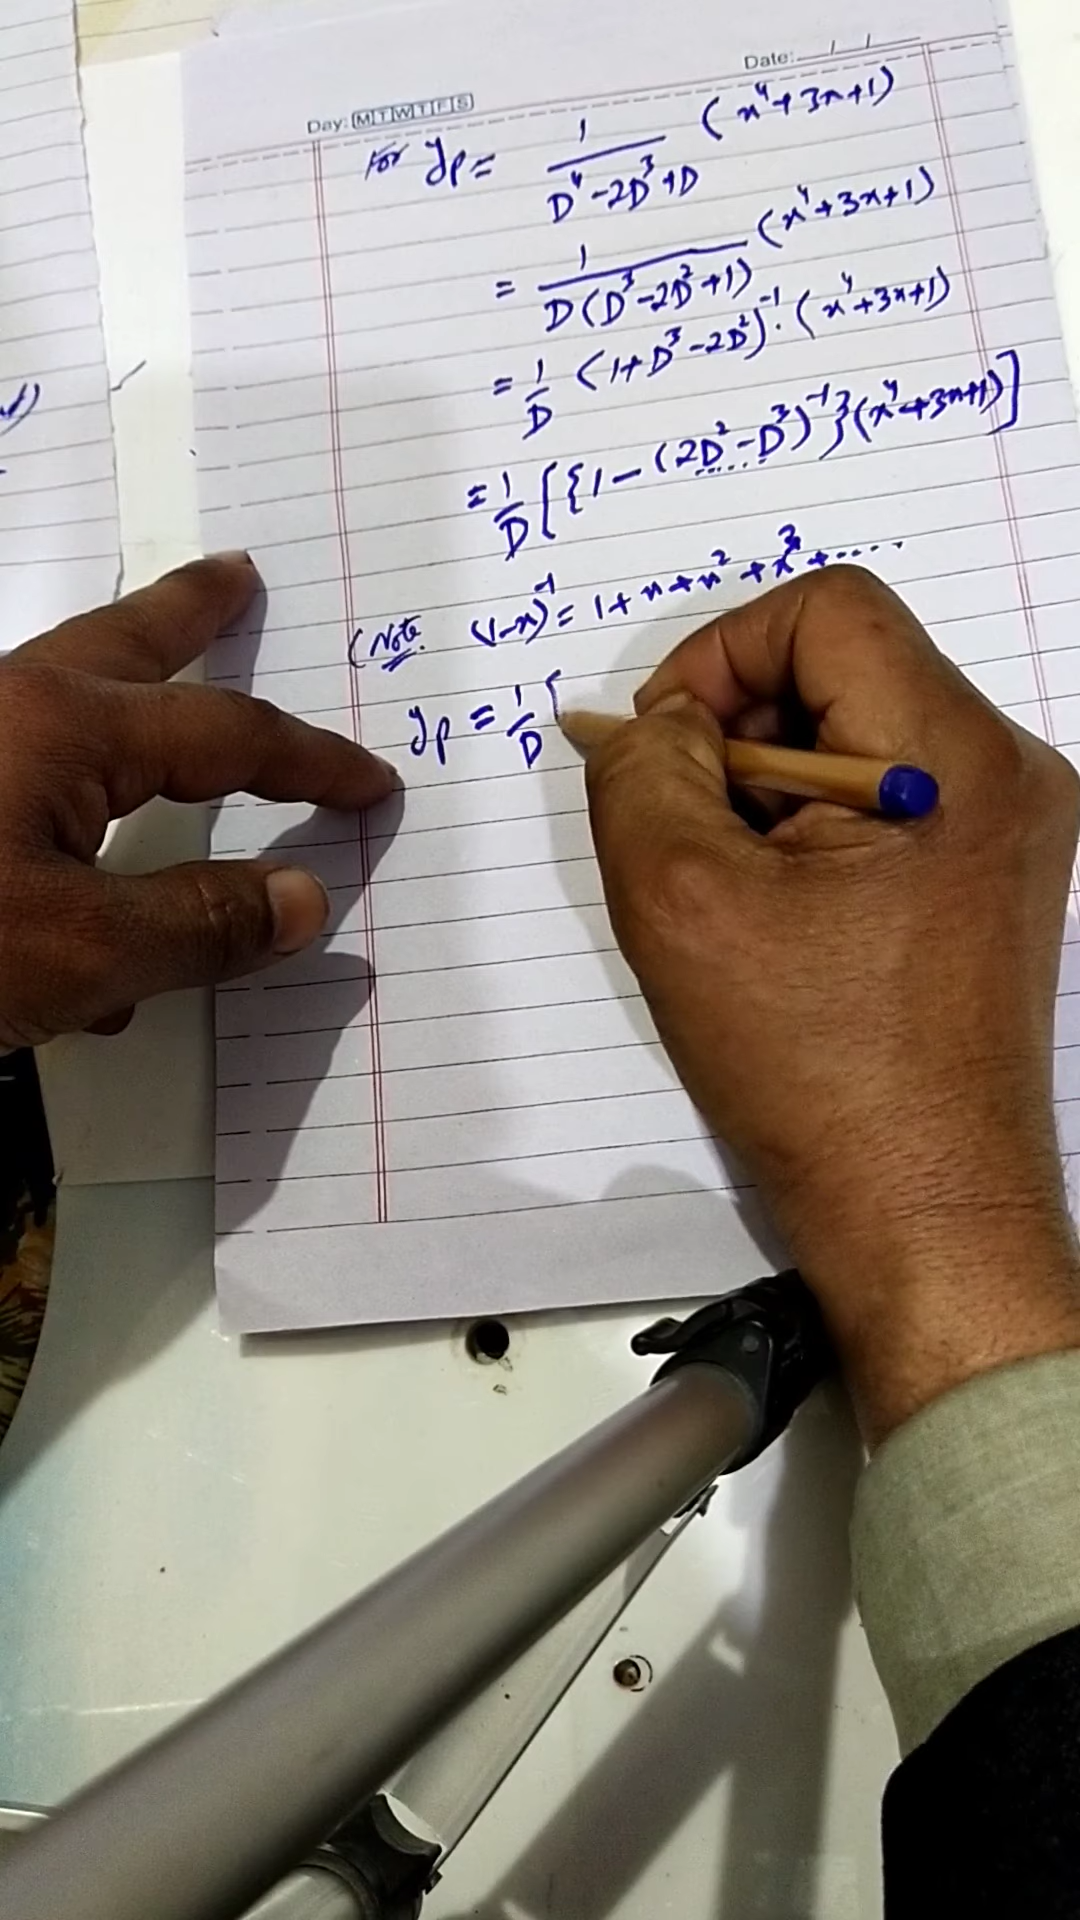 Date: / /
Day: M T W T F S
For yp = 1/(D⁴-2D³+D) (x⁴+3x+1)
= 1/(D(D³-2D²+1)) (x⁴+3x+1)
= 1/D (1+D³-2D²)⁻¹.(x⁴+3x+1)
= 1/D [{1-(2D²-D³)⁻¹}(x⁴+3x+1)]
(Note. (1-x)⁻¹ = 1+x+x²+x³+....
yp = 1/D [